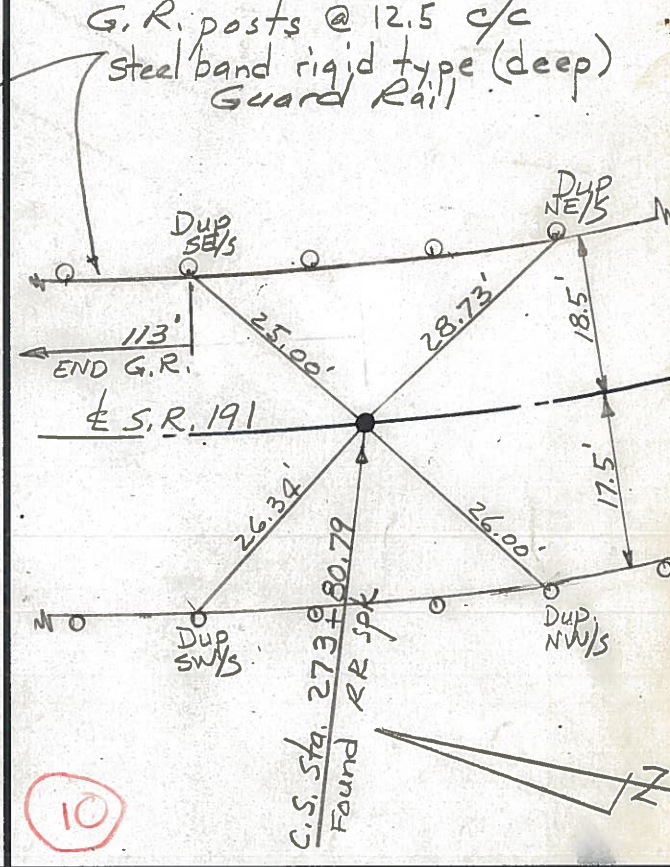 G.R. posts @ 12.5 c/c
Steel band rigid type (deep)
Guard Rail
Dup
NE/S
Dup
SE/S
18.5'
28.73'
25.00'
113'
END G.R.
℄ S.R. 191
17.5'
26.34'
26.00'
Dup
SW/S
Dup.
NW/S
C.S. Sta. 273+80.79
Found RR Spk
Z
10